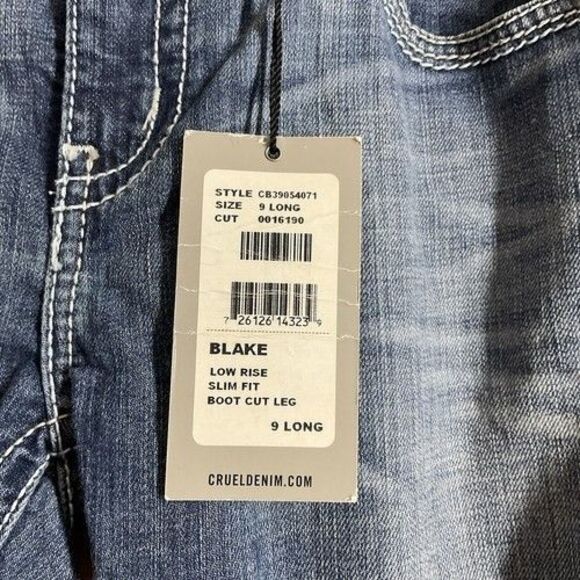 STYLE CB39054071
SIZE 9 LONG
CUT 0016190
7 26126 14323 9
BLAKE
LOW RISE
SLIM FIT
BOOT CUT LEG
9 LONG
CRUELDENIM.COM